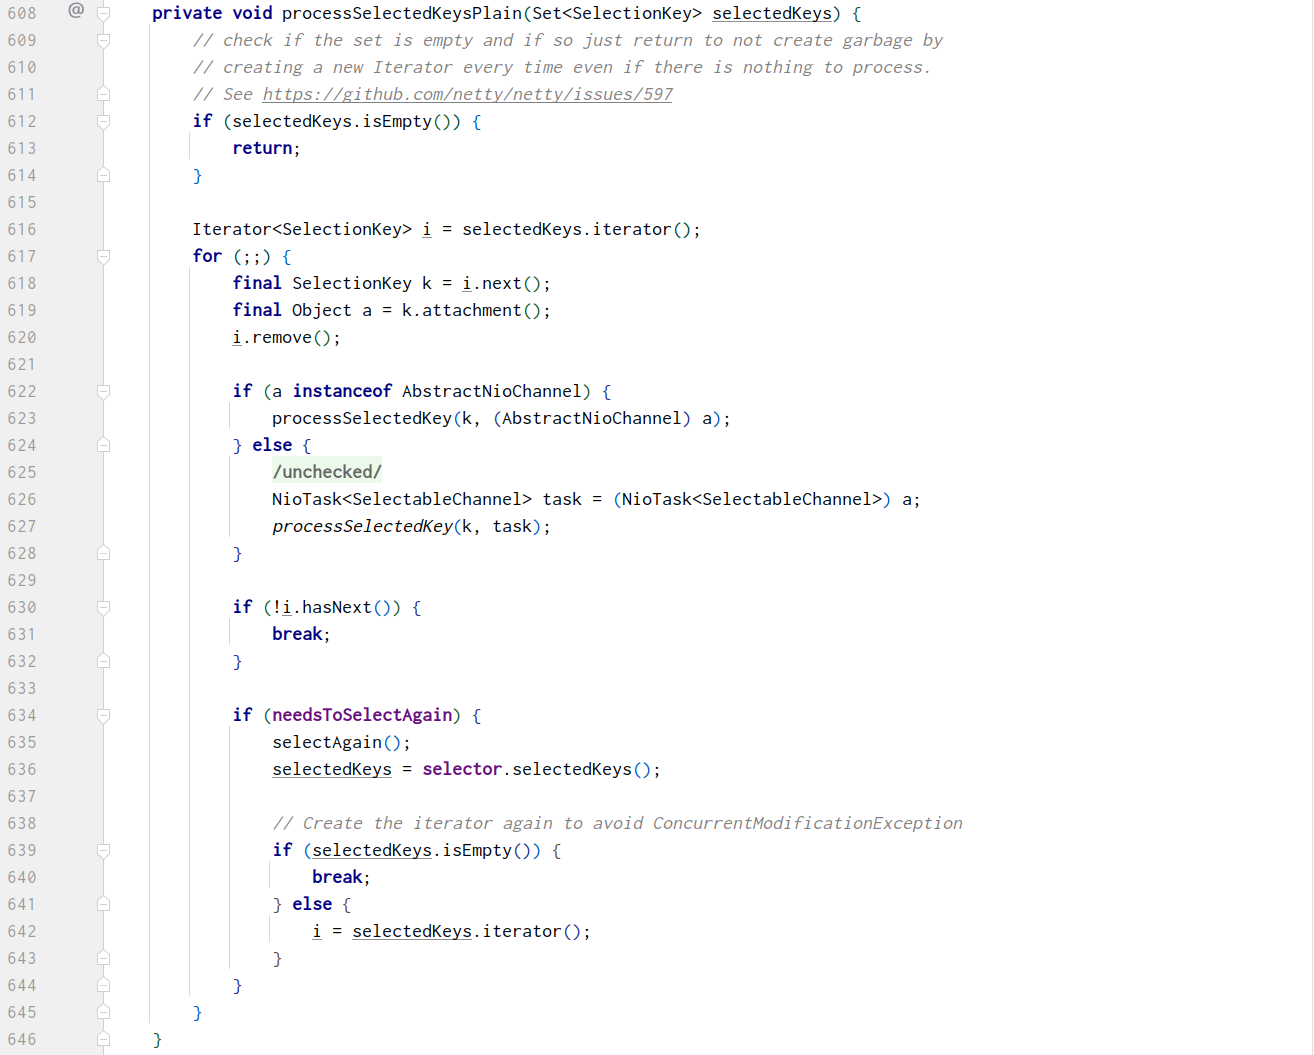 608 @ private void processSelectedKeysPlain(Set<SelectionKey> selectedKeys) {
609 // check if the set is empty and if so just return to not create garbage by
610 // creating a new Iterator every time even if there is nothing to process.
611 // See https://github.com/netty/netty/issues/597
612 if (selectedKeys.isEmpty()) {
613 return;
614 }
615
616 Iterator<SelectionKey> i = selectedKeys.iterator();
617 for (;;) {
618 final SelectionKey k = i.next();
619 final Object a = k.attachment();
620 i.remove();
621
622 if (a instanceof AbstractNioChannel) {
623 processSelectedKey(k, (AbstractNioChannel) a);
624 } else {
625 /unchecked/
626 NioTask<SelectableChannel> task = (NioTask<SelectableChannel>) a;
627 processSelectedKey(k, task);
628 }
629
630 if (!i.hasNext()) {
631 break;
632 }
633
634 if (needsToSelectAgain) {
635 selectAgain();
636 selectedKeys = selector.selectedKeys();
637
638 // Create the iterator again to avoid ConcurrentModificationException
639 if (selectedKeys.isEmpty()) {
640 break;
641 } else {
642 i = selectedKeys.iterator();
643 }
644 }
645 }
646 }